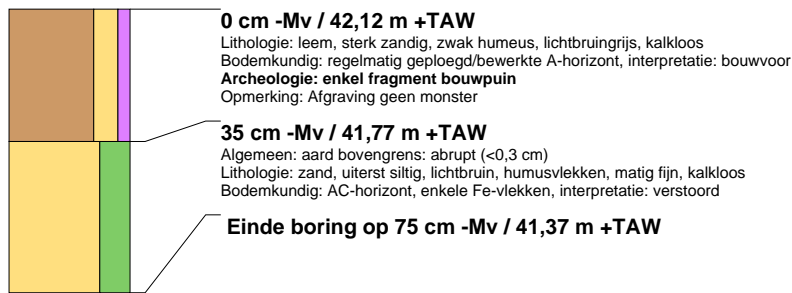 0 cm -Mv / 42,12 m +TAW
Lithologie: leem, sterk zandig, zwak humeus, lichtbruingrijs, kalkloos
Bodemkundig: regelmatig geploegd/bewerkte A-horizont, interpretatie: bouwvoor
Archeologie: enkel fragment bouwpuin
Opmerking: Afgraving geen monster
35 cm -Mv / 41,77 m +TAW
Algemeen: aard bovengrens: abrupt (<0,3 cm)
Lithologie: zand, uiterst siltig, lichtbruin, humusvlekken, matig fijn, kalkloos
Bodemkundig: AC-horizont, enkele Fe-vlekken, interpretatie: verstoord
Einde boring op 75 cm -Mv / 41,37 m +TAW